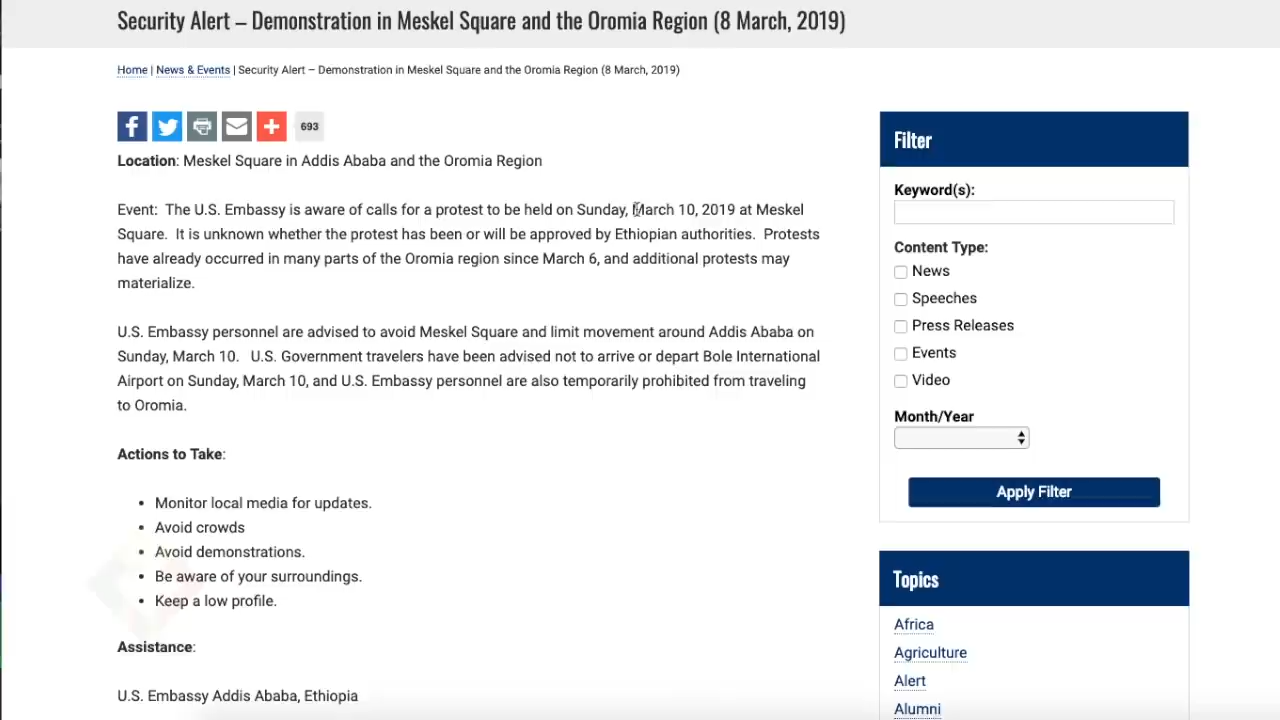 Security Alert – Demonstration in Meskel Square and the Oromia Region (8 March, 2019)
Home | News & Events | Security Alert – Demonstration in Meskel Square and the Oromia Region (8 March, 2019)
693
Location: Meskel Square in Addis Ababa and the Oromia Region
Event:  The U.S. Embassy is aware of calls for a protest to be held on Sunday, March 10, 2019 at Meskel
Square.  It is unknown whether the protest has been or will be approved by Ethiopian authorities.  Protests
have already occurred in many parts of the Oromia region since March 6, and additional protests may
materialize.
U.S. Embassy personnel are advised to avoid Meskel Square and limit movement around Addis Ababa on
Sunday, March 10.   U.S. Government travelers have been advised not to arrive or depart Bole International
Airport on Sunday, March 10, and U.S. Embassy personnel are also temporarily prohibited from traveling
to Oromia.
Actions to Take:
• Monitor local media for updates.
• Avoid crowds
• Avoid demonstrations.
• Be aware of your surroundings.
• Keep a low profile.
Assistance:
U.S. Embassy Addis Ababa, Ethiopia
Filter
Keyword(s):
Content Type:
News
Speeches
Press Releases
Events
Video
Month/Year
Apply Filter
Topics
Africa
Agriculture
Alert
Alumni